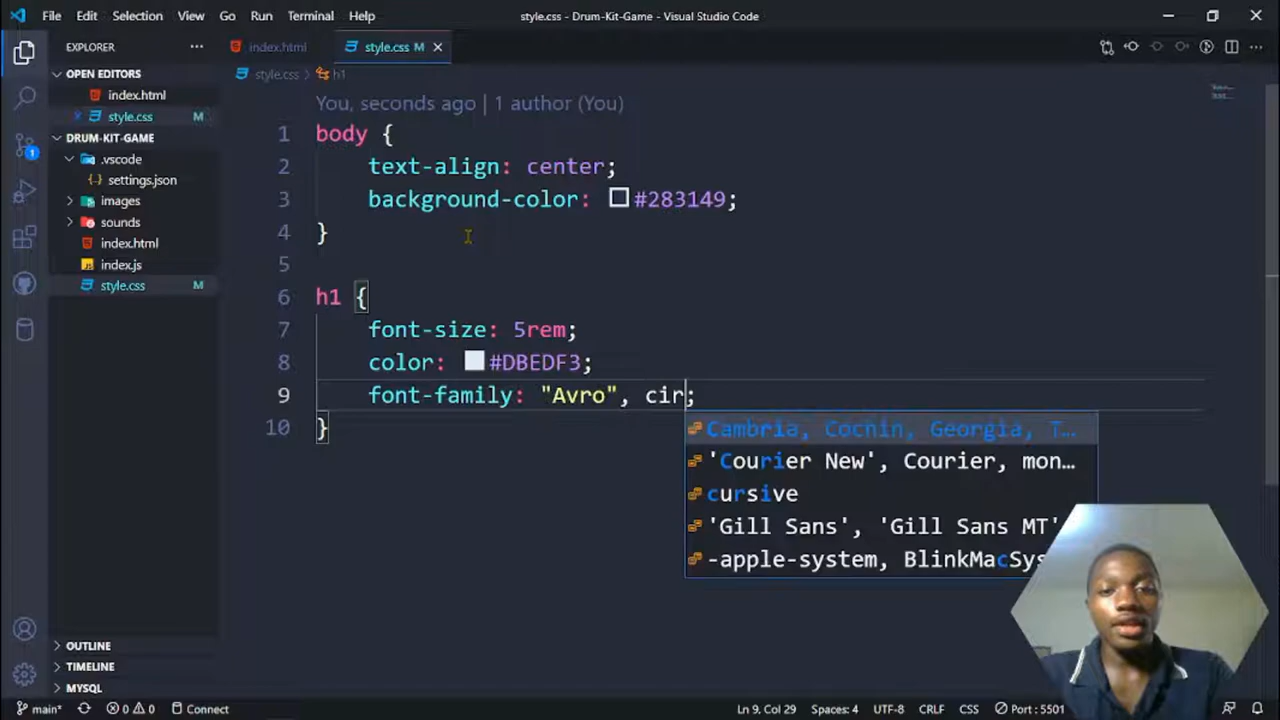 File Edit Selection View Go Run Terminal Help
style.css - Drum-Kit-Game - Visual Studio Code
EXPLORER
index.html
style.css M
OPEN EDITORS
index.html
style.css M
DRUM-KIT-GAME
.vscode
settings.json
images
sounds
index.html
index.js
style.css M
OUTLINE
TIMELINE
MYSQL
style.css > h1
You, seconds ago | 1 author (You)
1 body {
2 text-align: center;
3 background-color: #283149;
4 }
5
6 h1 {
7 font-size: 5rem;
8 color: #DBEDF3;
9 font-family: "Avro", cir;
10 }
Cambria, Cochin, Georgia, T...
'Courier New', Courier, mon...
cursive
'Gill Sans', 'Gill Sans MT'
-apple-system, BlinkMacSys
1
main* 0 0 Connect
Ln 9, Col 29 Spaces: 4 UTF-8 CRLF CSS Port : 5501